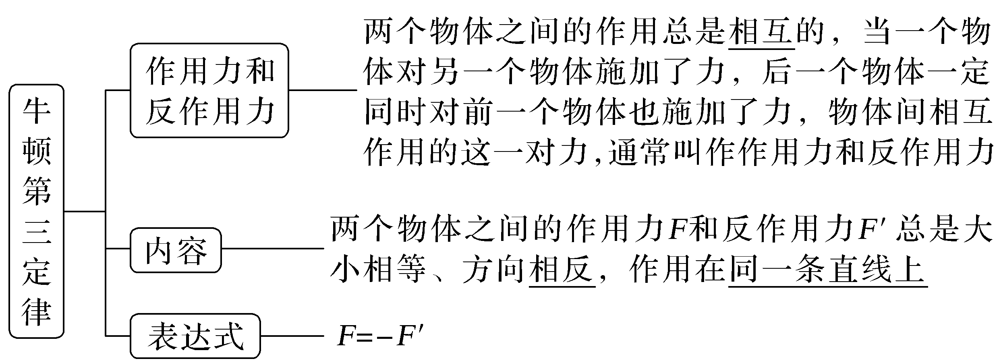 牛顿第三定律
作用力和
反作用力
两个物体之间的作用总是相互的，当一个物
体对另一个物体施加了力，后一个物体一定
同时对前一个物体也施加了力，物体间相互
作用的这一对力,通常叫作作用力和反作用力
内容
两个物体之间的作用力F和反作用力F′总是大
小相等、方向相反，作用在同一条直线上
表达式
F=−F′